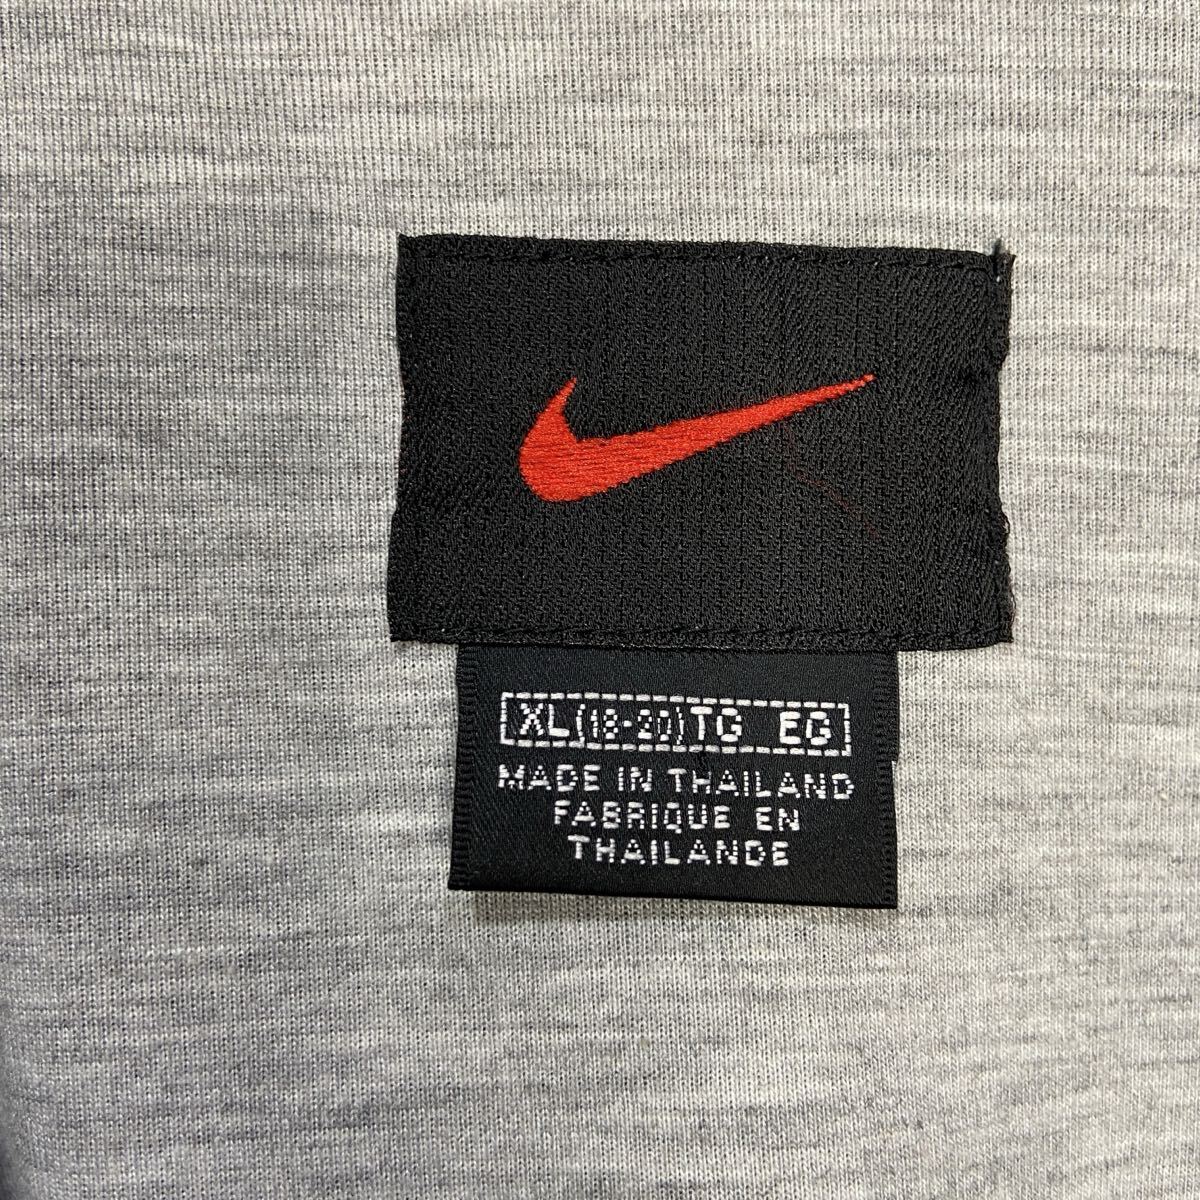 XL(18-20)TG EG
MADE IN THAILAND
FABRIQUE EN
THAILANDE